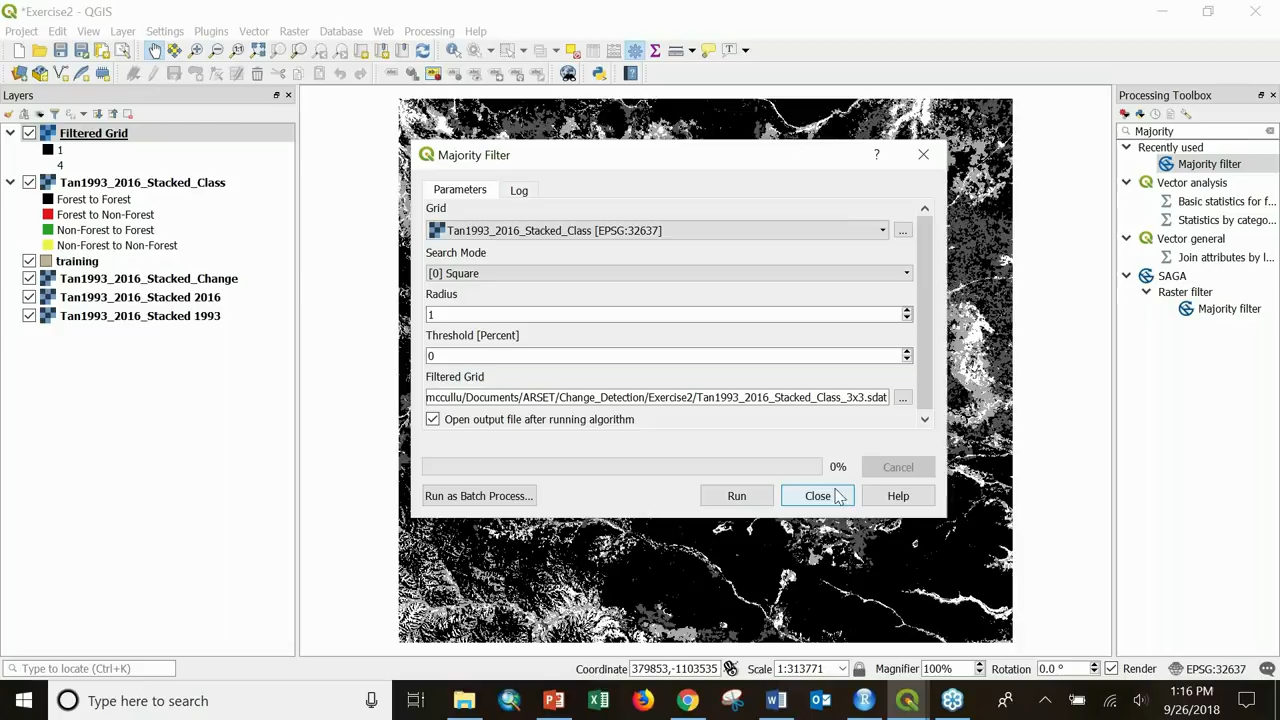 *Exercise2 - QGIS
Project Edit View Layer Settings Plugins Vector Raster Database Web Processing Help
Layers
Filtered Grid
1
4
Tan1993_2016_Stacked_Class
Forest to Forest
Forest to Non-Forest
Non-Forest to Forest
Non-Forest to Non-Forest
training
Tan1993_2016_Stacked_Change
Tan1993_2016_Stacked 2016
Tan1993_2016_Stacked 1993
Majority Filter
?
Parameters Log
Grid
Tan1993_2016_Stacked_Class [EPSG:32637]
...
Search Mode
[0] Square
Radius
1
Threshold [Percent]
0
Filtered Grid
mccullu/Documents/ARSET/Change_Detection/Exercise2/Tan1993_2016_Stacked_Class_3x3.sdat
...
Open output file after running algorithm
0% Cancel
Run as Batch Process... Run Close Help
Processing Toolbox
Majority
Recently used
Majority filter
Vector analysis
Basic statistics for f...
Statistics by catego...
Vector general
Join attributes by l...
SAGA
Raster filter
Majority filter
Type to locate (Ctrl+K) Coordinate 379853,-1103535 Scale 1:313771 Magnifier 100% Rotation 0.0 ° Render EPSG:32637
Type here to search
1:16 PM
9/26/2018